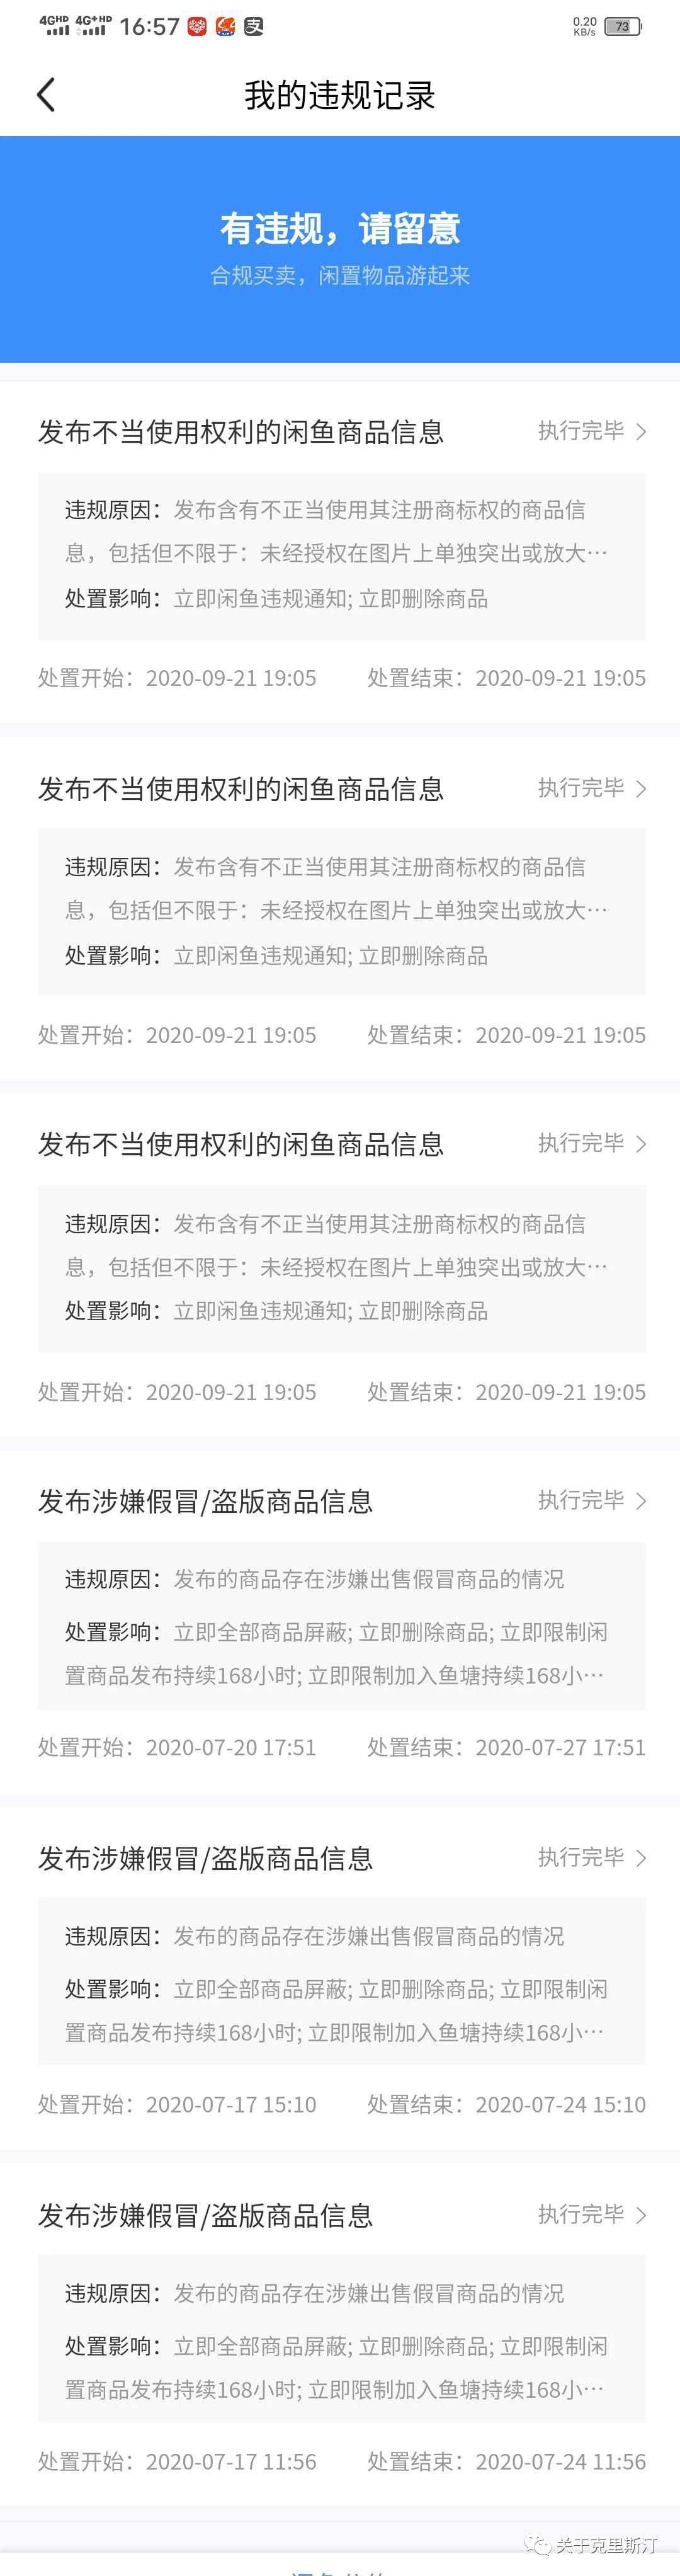 4GHD 4G+HD 16:57 支 0.20 KB/s 73
我的违规记录
有违规，请留意
合规买卖，闲置物品游起来
发布不当使用权利的闲鱼商品信息 执行完毕
违规原因：发布含有不正当使用其注册商标权的商品信
息，包括但不限于：未经授权在图片上单独突出或放大…
处置影响：立即闲鱼违规通知; 立即删除商品
处置开始：2020-09-21 19:05 处置结束：2020-09-21 19:05
发布不当使用权利的闲鱼商品信息 执行完毕
违规原因：发布含有不正当使用其注册商标权的商品信
息，包括但不限于：未经授权在图片上单独突出或放大…
处置影响：立即闲鱼违规通知; 立即删除商品
处置开始：2020-09-21 19:05 处置结束：2020-09-21 19:05
发布不当使用权利的闲鱼商品信息 执行完毕
违规原因：发布含有不正当使用其注册商标权的商品信
息，包括但不限于：未经授权在图片上单独突出或放大…
处置影响：立即闲鱼违规通知; 立即删除商品
处置开始：2020-09-21 19:05 处置结束：2020-09-21 19:05
发布涉嫌假冒/盗版商品信息 执行完毕
违规原因：发布的商品存在涉嫌出售假冒商品的情况
处置影响：立即全部商品屏蔽; 立即删除商品; 立即限制闲
置商品发布持续168小时; 立即限制加入鱼塘持续168小…
处置开始：2020-07-20 17:51 处置结束：2020-07-27 17:51
发布涉嫌假冒/盗版商品信息 执行完毕
违规原因：发布的商品存在涉嫌出售假冒商品的情况
处置影响：立即全部商品屏蔽; 立即删除商品; 立即限制闲
置商品发布持续168小时; 立即限制加入鱼塘持续168小…
处置开始：2020-07-17 15:10 处置结束：2020-07-24 15:10
发布涉嫌假冒/盗版商品信息 执行完毕
违规原因：发布的商品存在涉嫌出售假冒商品的情况
处置影响：立即全部商品屏蔽; 立即删除商品; 立即限制闲
置商品发布持续168小时; 立即限制加入鱼塘持续168小…
处置开始：2020-07-17 11:56 处置结束：2020-07-24 11:56
关于克里斯汀